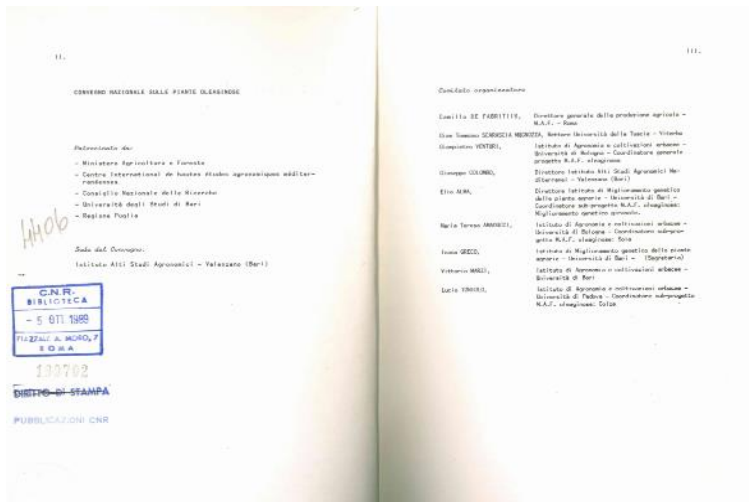 II.
CONVEGNO NAZIONALE SULLE PIANTE OLEAGINOSE
Patrocinato da:
- Ministero Agricoltura e Foreste
- Centre International de hautes études agronomiques méditer-
ranéennes
- Consiglio Nazionale delle Ricerche
- Università degli Studi di Bari
- Regione Puglia
4406
Sede del Convegno:
Istituto Alti Studi Agronomici - Valenzano (Bari)
C.N.R.
BIBLIOTECA
- 5 OTT. 1989
PIAZZALE A. MORO, 7
ROMA
199702
DIRITTO DI STAMPA
PUBBLICAZIONI CNR
III.
Comitato organizzatore
Camillo DE FABRITIIS, Direttore generale della produzione agricola -
M.A.F. - Roma
Gian Tommaso SCARASCIA MUGNOZZA, Rettore Università della Tuscia - Viterbo
Gianpietro VENTURI, Istituto di Agronomia e coltivazioni erbacee -
Università di Bologna - Coordinatore generale
progetto M.A.F. oleaginose
Giuseppe COLOMBO, Direttore Istituto Alti Studi Agronomici Me-
diterranei - Valenzano (Bari)
Elio ALBA, Direttore Istituto di Miglioramento genetico
delle piante agrarie - Università di Bari -
Coordinatore sub-progetto M.A.F. oleaginose:
Miglioramento genetico girasole.
Maria Teresa AMADUCCI, Istituto di Agronomia e coltivazioni erbacee -
Università di Bologna - Coordinatore sub-pro-
getto M.A.F. oleaginose: Soia
GRECO, Istituto di Miglioramento genetico delle piante
agrarie - Università di Bari - (Segretario)
Vittorio MARZI, Istituto di Agronomia e coltivazioni erbacee -
Università di Bari
Lucio TONIOLO, Istituto di Agronomia e coltivazioni erbacee -
Università di Padova - Coordinatore sub-progetto
M.A.F. oleaginose: Colza